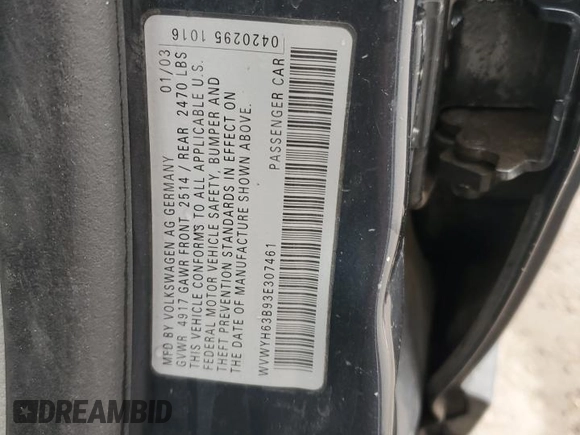 MFD BY VOLKSWAGEN AG GERMANY 01/03
GVWR 4917 GAWR FRONT 2514 / REAR 2470 LBS
THIS VEHICLE CONFORMS TO ALL APPLICABLE U.S.
FEDERAL MOTOR VEHICLE SAFETY, BUMPER AND
THEFT PREVENTION STANDARDS IN EFFECT ON
THE DATE OF MANUFACTURE SHOWN ABOVE.
WVWYH63B93E307461 PASSENGER CAR
0420295 1016
DREAMBID